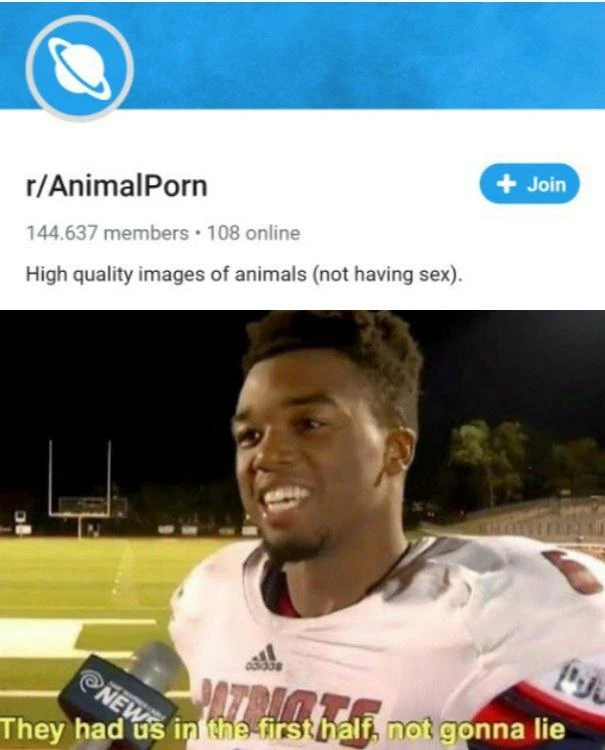 r/AnimalPorn
+ Join
144.637 members • 108 online
High quality images of animals (not having sex).
adidas
PATRIOTS
NEWS
They had us in the first half, not gonna lie